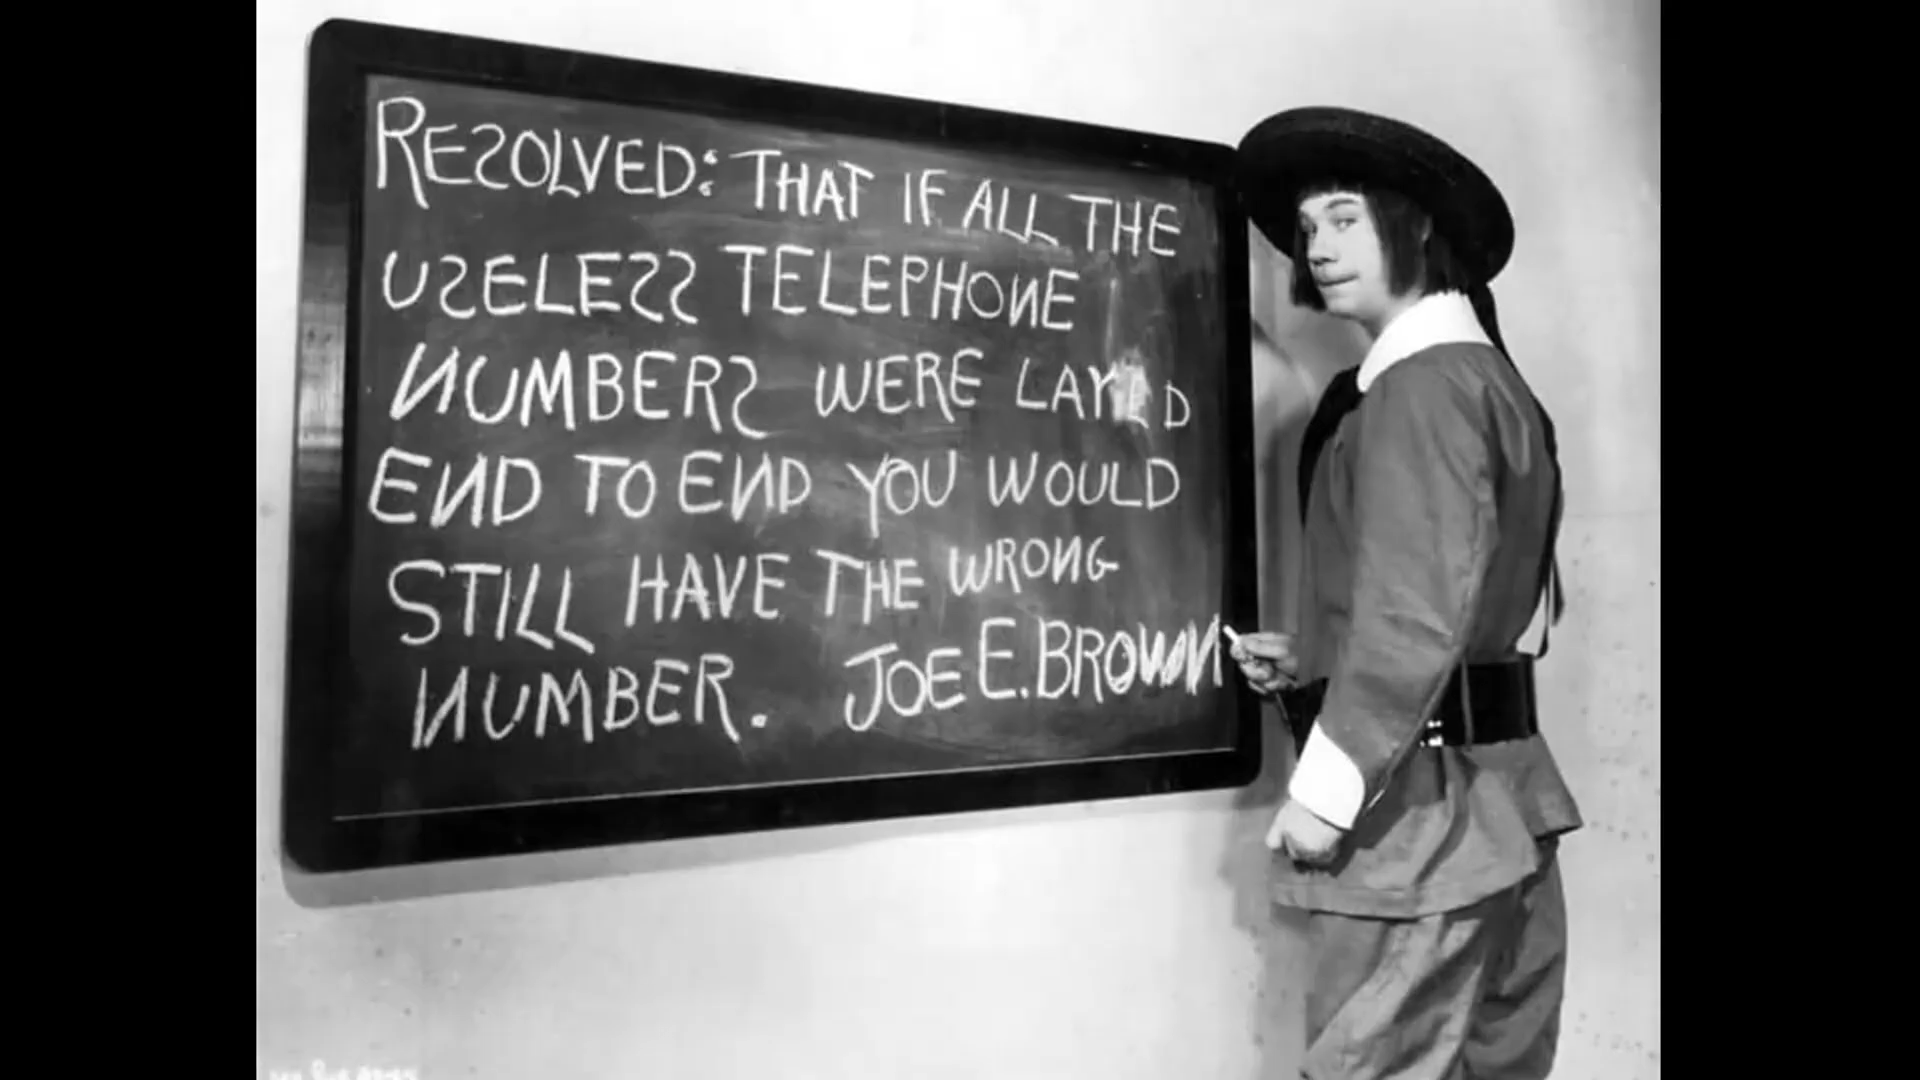 RESOLVED: THAT IF ALL THE
USELESS TELEPHONE
NUMBERS WERE LAYED
END TO END YOU WOULD
STILL HAVE THE WRONG
NUMBER. JOE E. BROWN